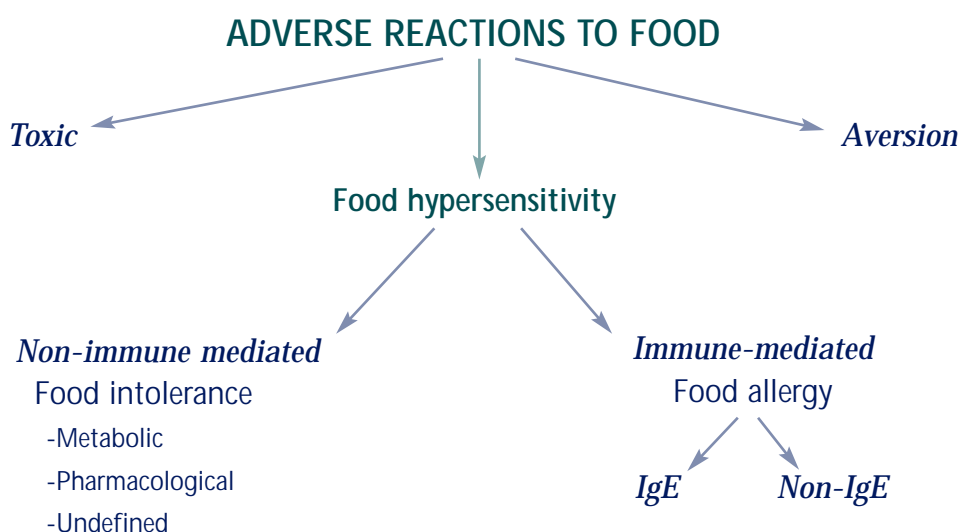 ADVERSE REACTIONS TO FOOD
Toxic
Aversion
Food hypersensitivity
Non-immune mediated
Food intolerance
-Metabolic
-Pharmacological
-Undefined
Immune-mediated
Food allergy
IgE
Non-IgE